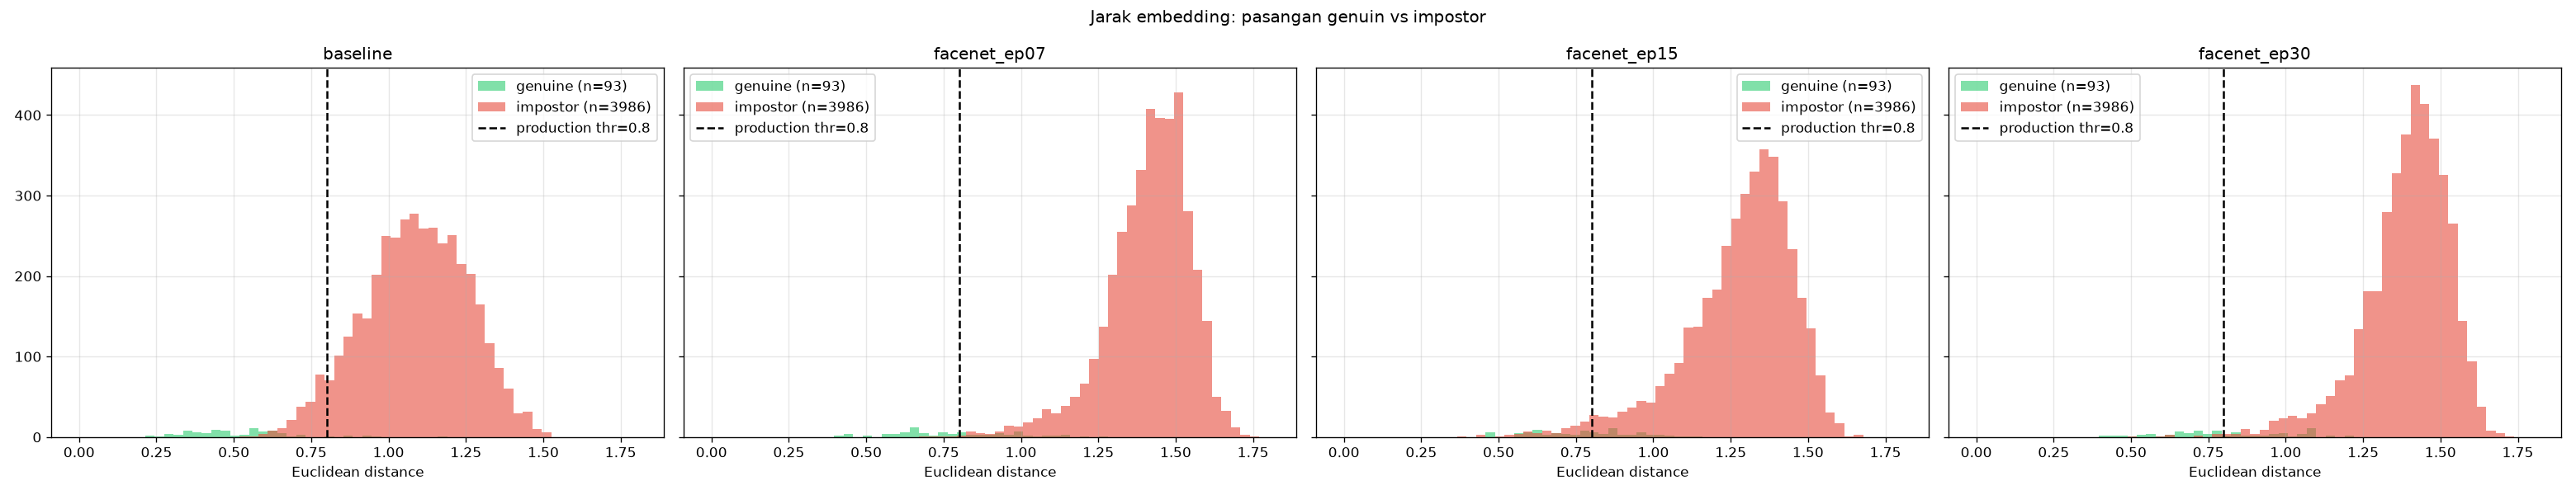 Jarak embedding: pasangan genuin vs impostor
baseline
genuine (n=93)
impostor (n=3986)
production thr=0.8
400
300
200
100
0
0.00 0.25 0.50 0.75 1.00 1.25 1.50 1.75
Euclidean distance
facenet_ep07
genuine (n=93)
impostor (n=3986)
production thr=0.8
0.00 0.25 0.50 0.75 1.00 1.25 1.50 1.75
Euclidean distance
facenet_ep15
genuine (n=93)
impostor (n=3986)
production thr=0.8
0.00 0.25 0.50 0.75 1.00 1.25 1.50 1.75
Euclidean distance
facenet_ep30
genuine (n=93)
impostor (n=3986)
production thr=0.8
0.00 0.25 0.50 0.75 1.00 1.25 1.50 1.75
Euclidean distance